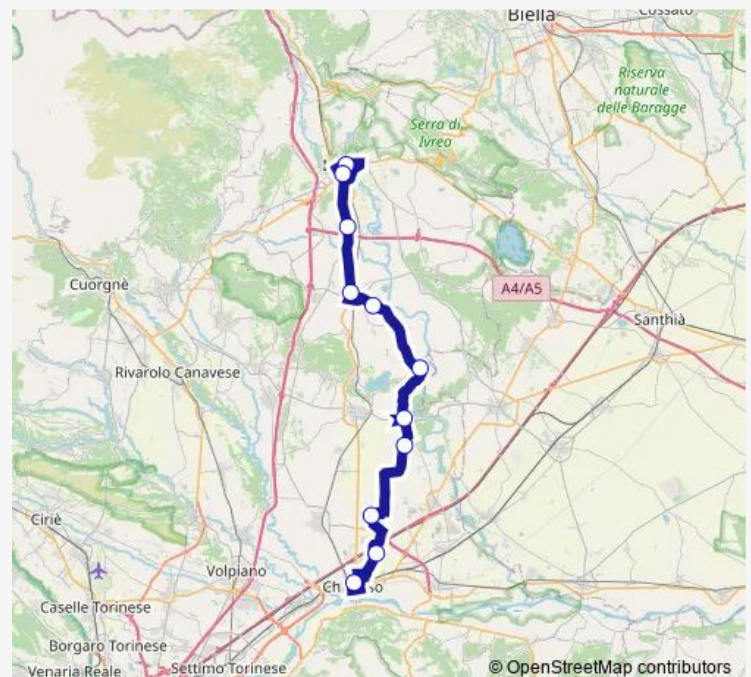 Biella
Cossato
Riserva
naturale
delle Baragge
Serra di
Ivrea
Cuorgnè
A4/A5
Santhià
Rivarolo Canavese
Ciriè
Volpiano
Caselle Torinese
Borgaro Torinese
Settimo Torinese
Venaria Reale
© OpenStreetMap contributors